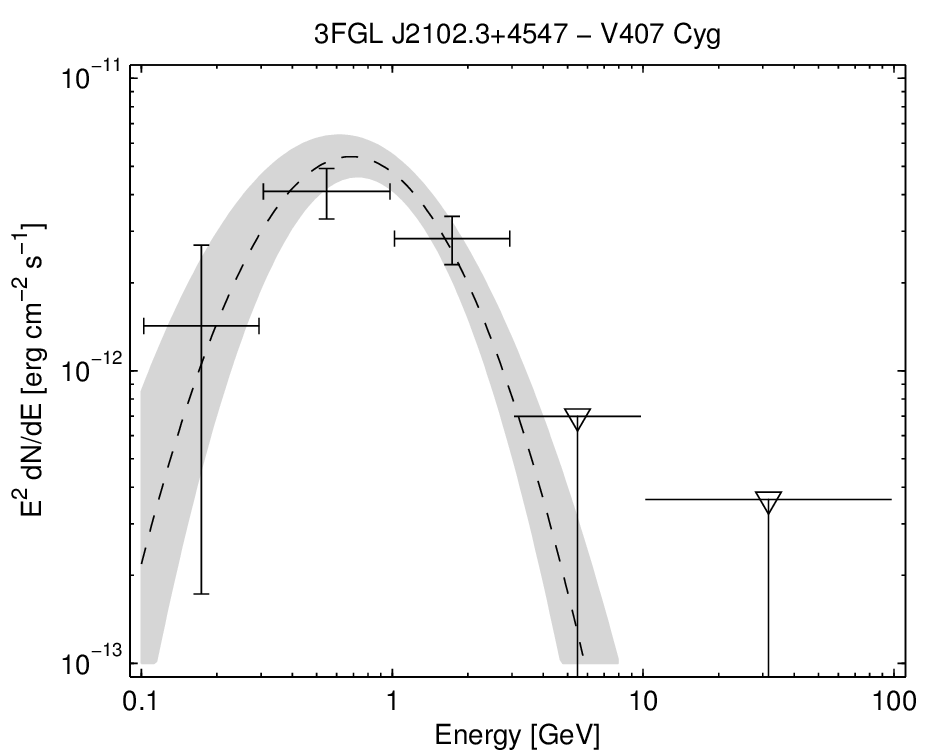 3FGL J2102.3+4547 − V407 Cyg
E² dN/dE [erg cm⁻² s⁻¹]
10⁻¹¹
10⁻¹²
10⁻¹³
0.1 1 10 100
Energy [GeV]